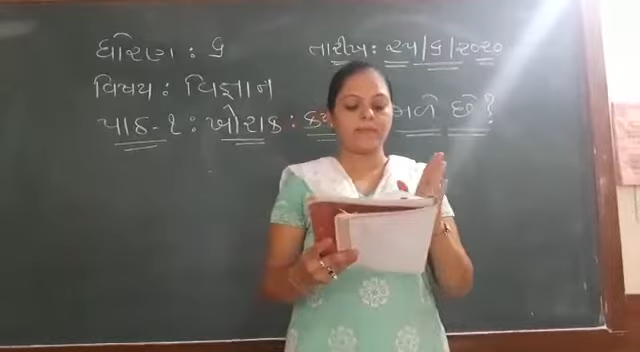 ધોરણ : ૬ તારીખ: ૨૫/૬/૨૦૨૦
વિષય : વિજ્ઞાન
પાઠ-૧ : ખોરાક : મળે છે?